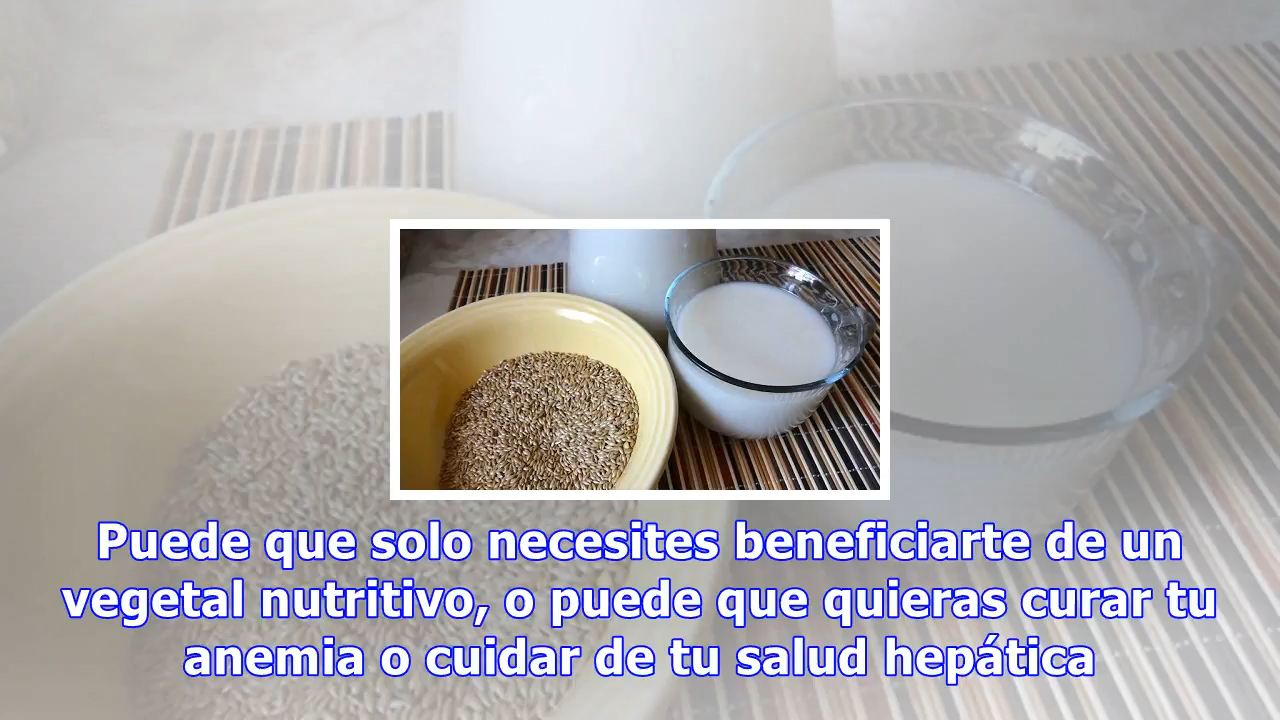 Puede que solo necesites beneficiarte de un
vegetal nutritivo, o puede que quieras curar tu
anemia o cuidar de tu salud hepática